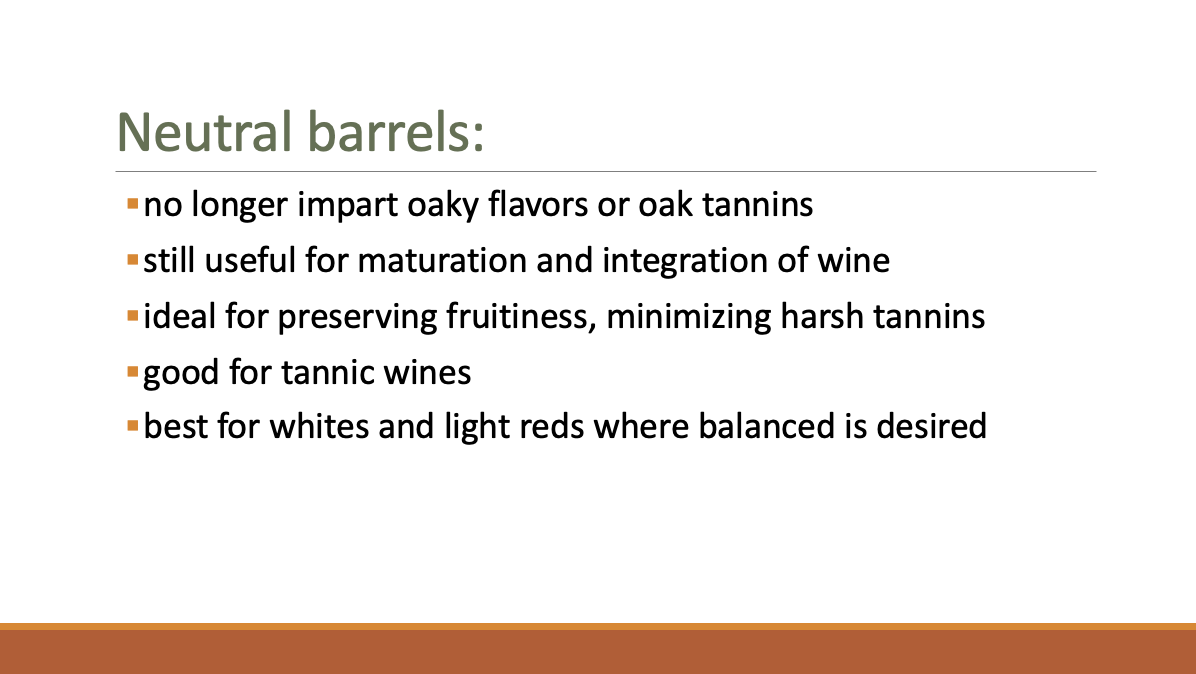 Neutral barrels:
▪no longer impart oaky flavors or oak tannins
▪still useful for maturation and integration of wine
▪ideal for preserving fruitiness, minimizing harsh tannins
▪good for tannic wines
▪best for whites and light reds where balanced is desired